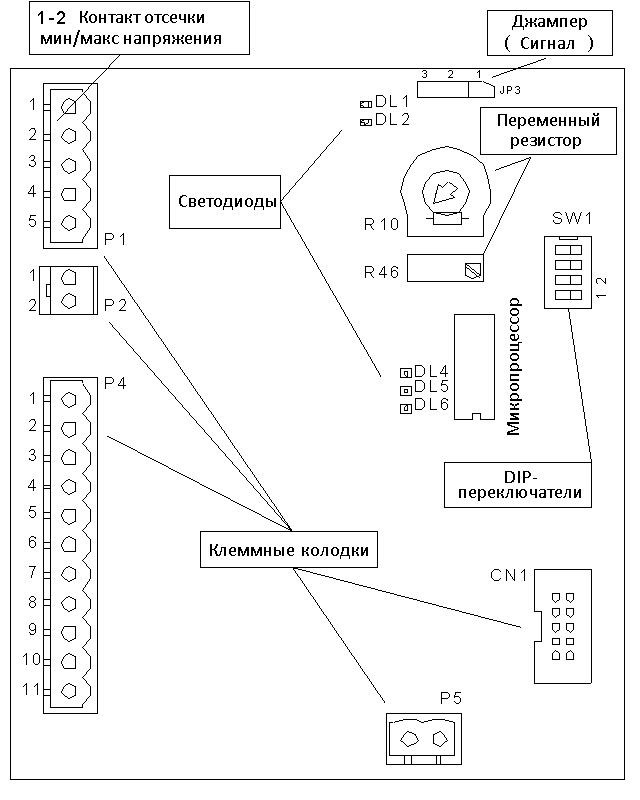 1-2 Контакт отсечки
мин/макс напряжения
Джампер
( Сигнал )
3 2 1
JP3
DL1
DL2
Переменный
резистор
1
2
3
4
5
P1
Светодиоды
R10
SW1
R46
1 2
1
2
P2
Микропроцессор
DL4
DL5
DL6
P4
1
2
3
4
5
6
7
8
9
10
11
DIP-
переключатели
Клеммные колодки
CN1
P5